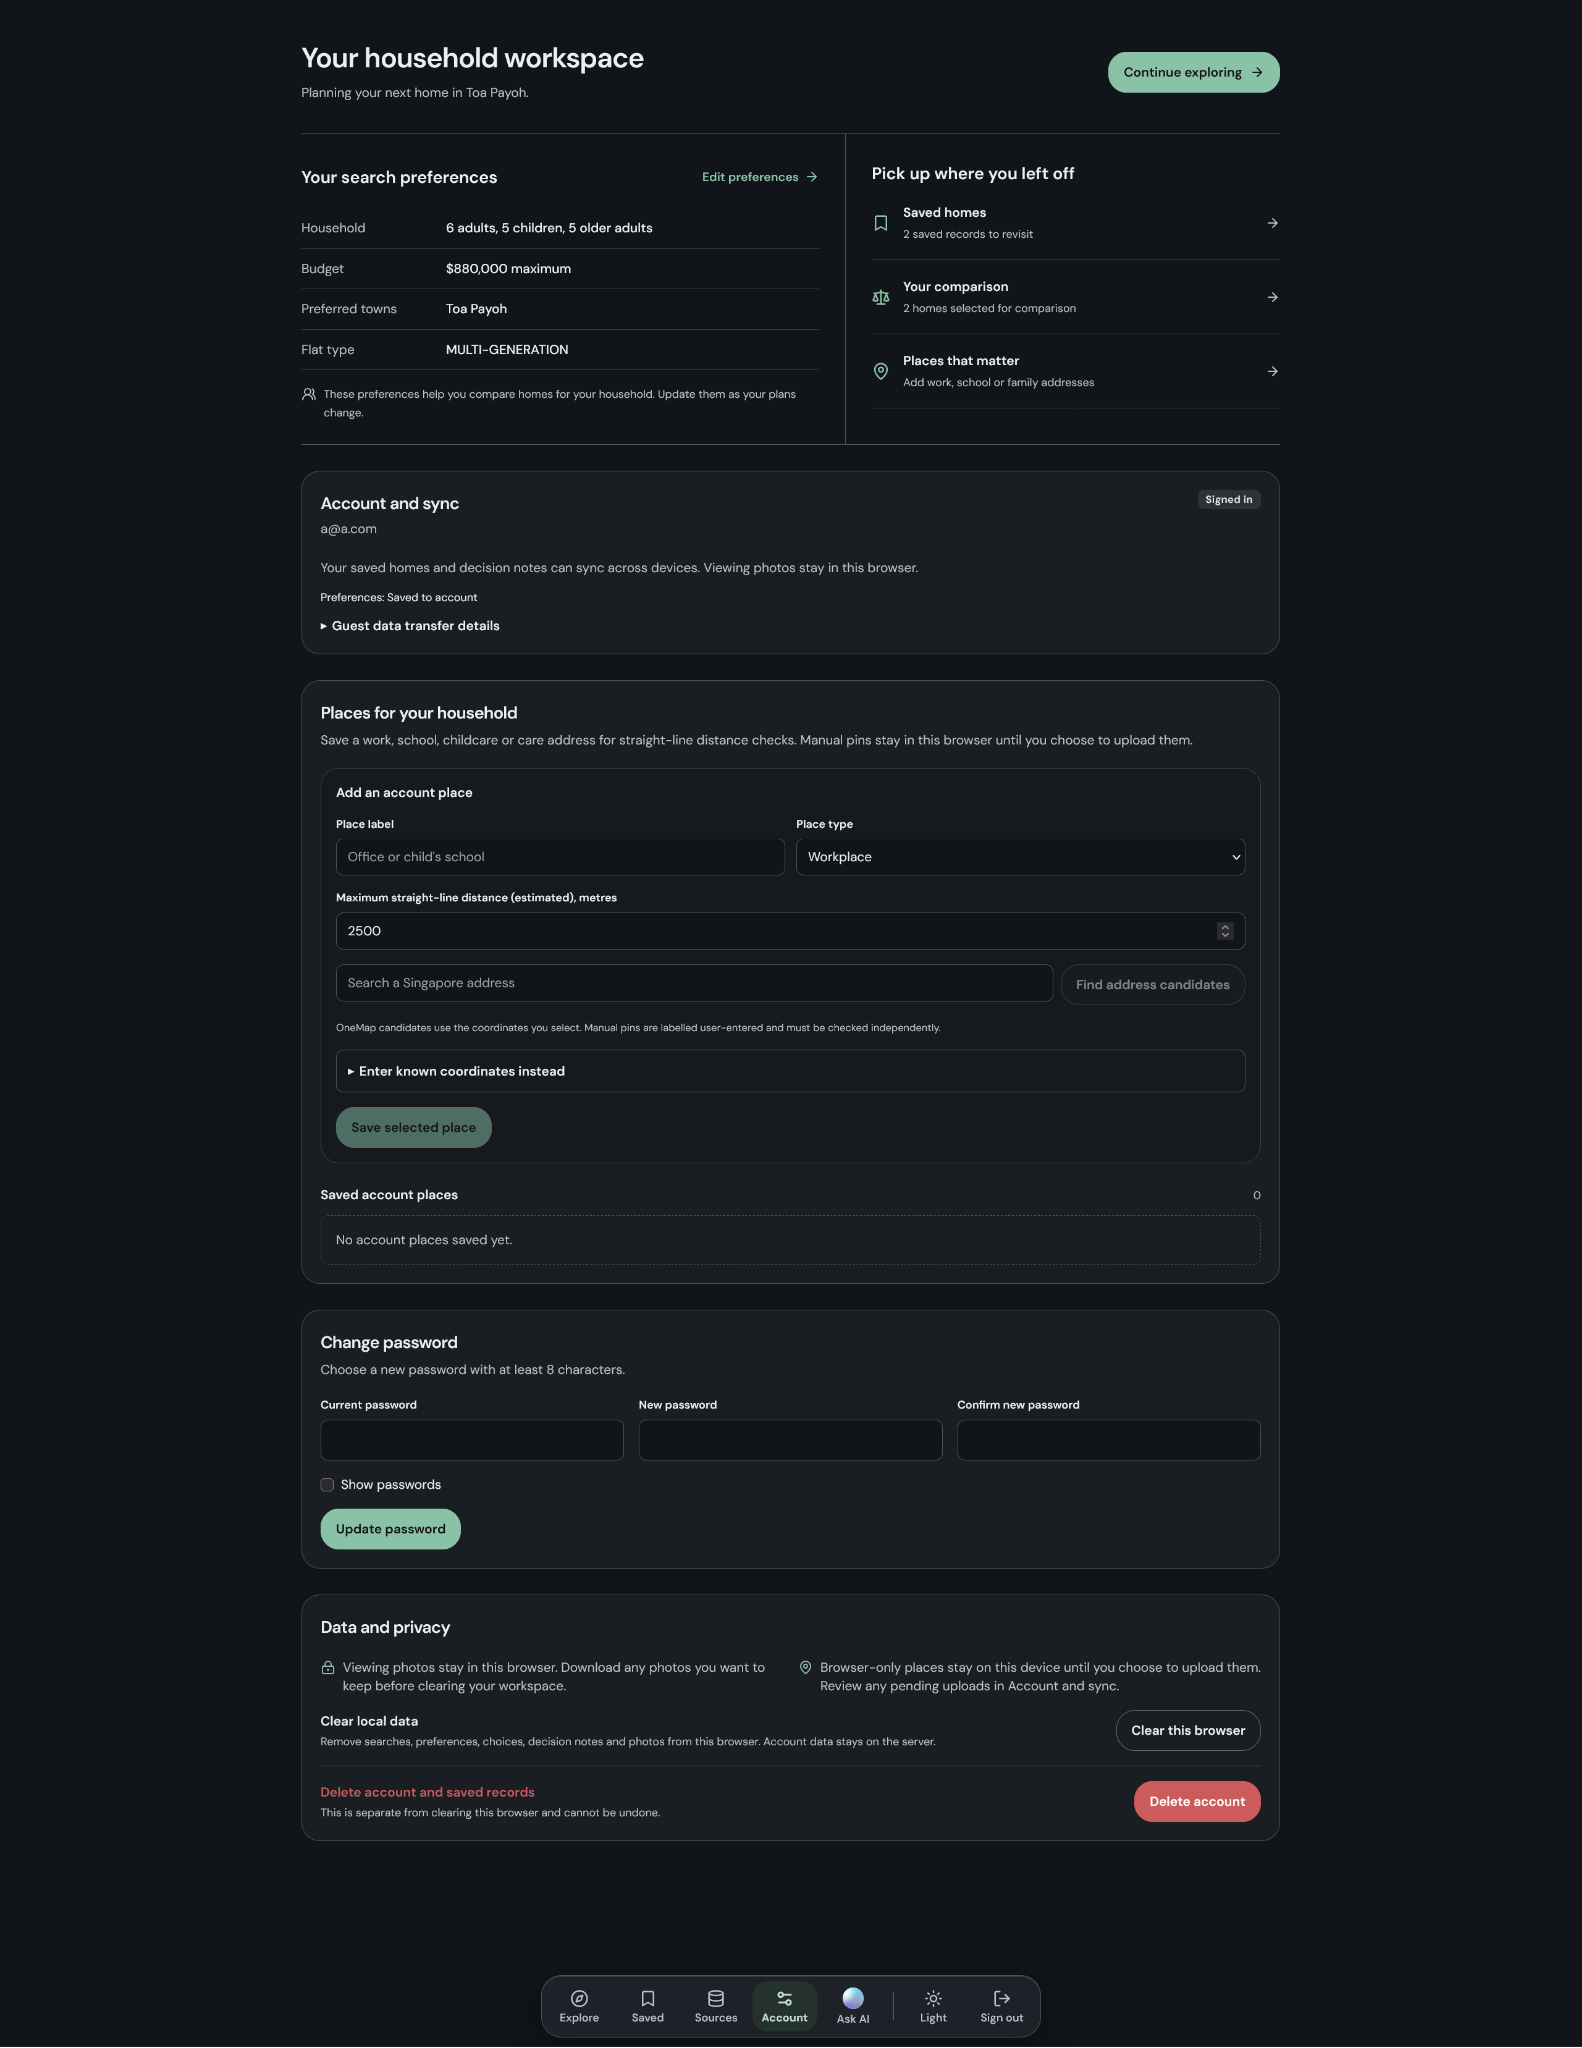 Your household workspace
Planning your next home in Toa Payoh.
Continue exploring →
Your search preferences
Edit preferences →
Household
6 adults, 5 children, 5 older adults
Budget
$880,000 maximum
Preferred towns
Toa Payoh
Flat type
MULTI-GENERATION
These preferences help you compare homes for your household. Update them as your plans
change.
Pick up where you left off
Saved homes
2 saved records to revisit
Your comparison
2 homes selected for comparison
Places that matter
Add work, school or family addresses
Account and sync
Signed in
a@a.com
Your saved homes and decision notes can sync across devices. Viewing photos stay in this browser.
Preferences: Saved to account
▸ Guest data transfer details
Places for your household
Save a work, school, childcare or care address for straight-line distance checks. Manual pins stay in this browser until you choose to upload them.
Add an account place
Place label
Place type
Office or child's school
Workplace
Maximum straight-line distance (estimated), metres
2500
Search a Singapore address
Find address candidates
OneMap candidates use the coordinates you select. Manual pins are labelled user-entered and must be checked independently.
▸ Enter known coordinates instead
Save selected place
Saved account places
0
No account places saved yet.
Change password
Choose a new password with at least 8 characters.
Current password
New password
Confirm new password
Show passwords
Update password
Data and privacy
Viewing photos stay in this browser. Download any photos you want to
keep before clearing your workspace.
Browser-only places stay on this device until you choose to upload them.
Review any pending uploads in Account and sync.
Clear local data
Remove searches, preferences, choices, decision notes and photos from this browser. Account data stays on the server.
Clear this browser
Delete account and saved records
This is separate from clearing this browser and cannot be undone.
Delete account
Explore
Saved
Sources
Account
Ask AI
Light
Sign out